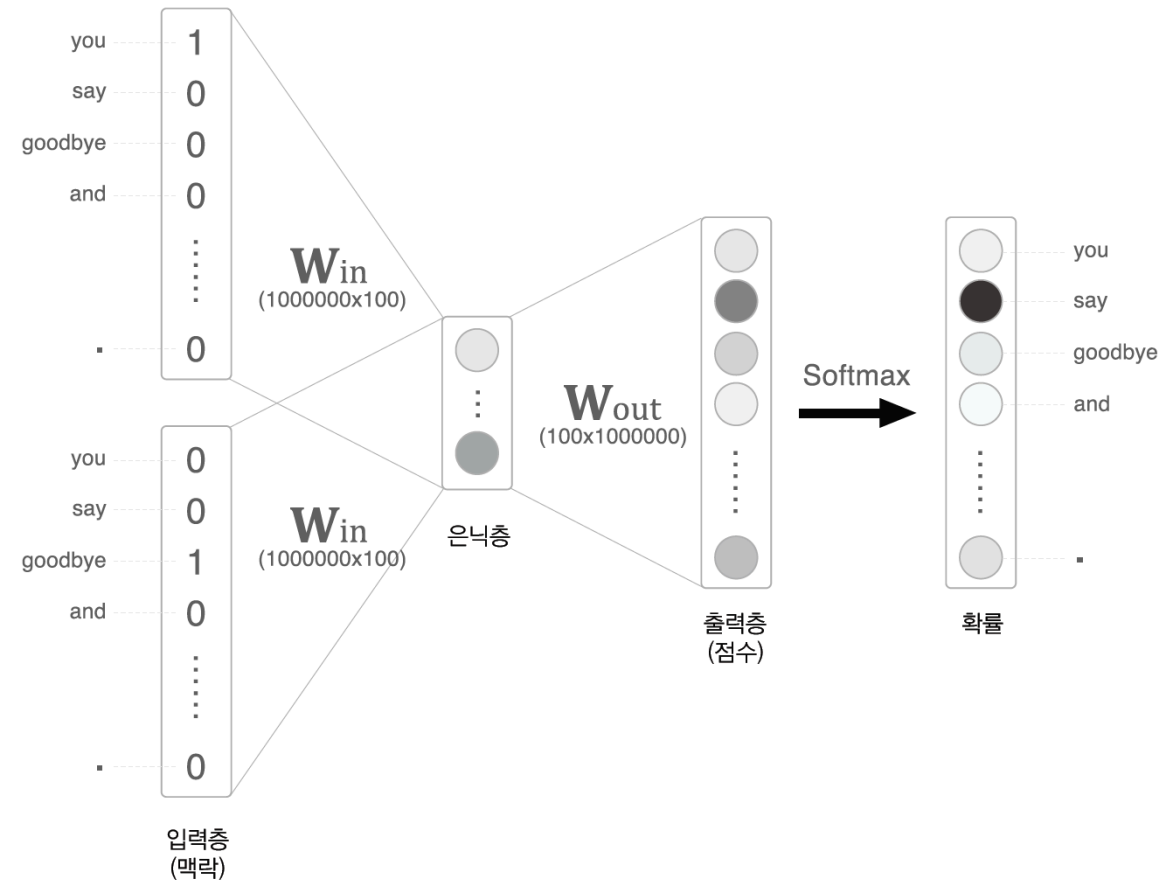 you 1
say 0
goodbye 0
and 0
. 0
Win
(1000000x100)
you 0
say 0
goodbye 1
and 0
. 0
Win
(1000000x100)
입력층
(맥락)
은닉층
Wout
(100x1000000)
출력층
(점수)
Softmax
you
say
goodbye
and
.
확률